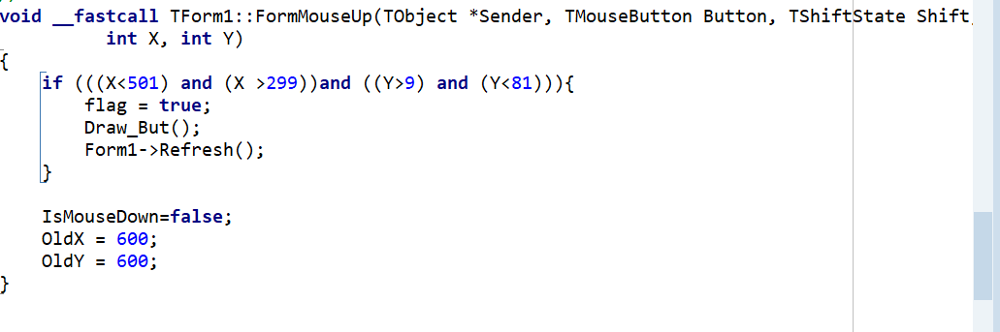 void __fastcall TForm1::FormMouseUp(TObject *Sender, TMouseButton Button, TShiftState Shift,
int X, int Y)
{
if (((X<501) and (X >299))and ((Y>9) and (Y<81))){
flag = true;
Draw_But();
Form1->Refresh();
}
IsMouseDown=false;
OldX = 600;
OldY = 600;
}